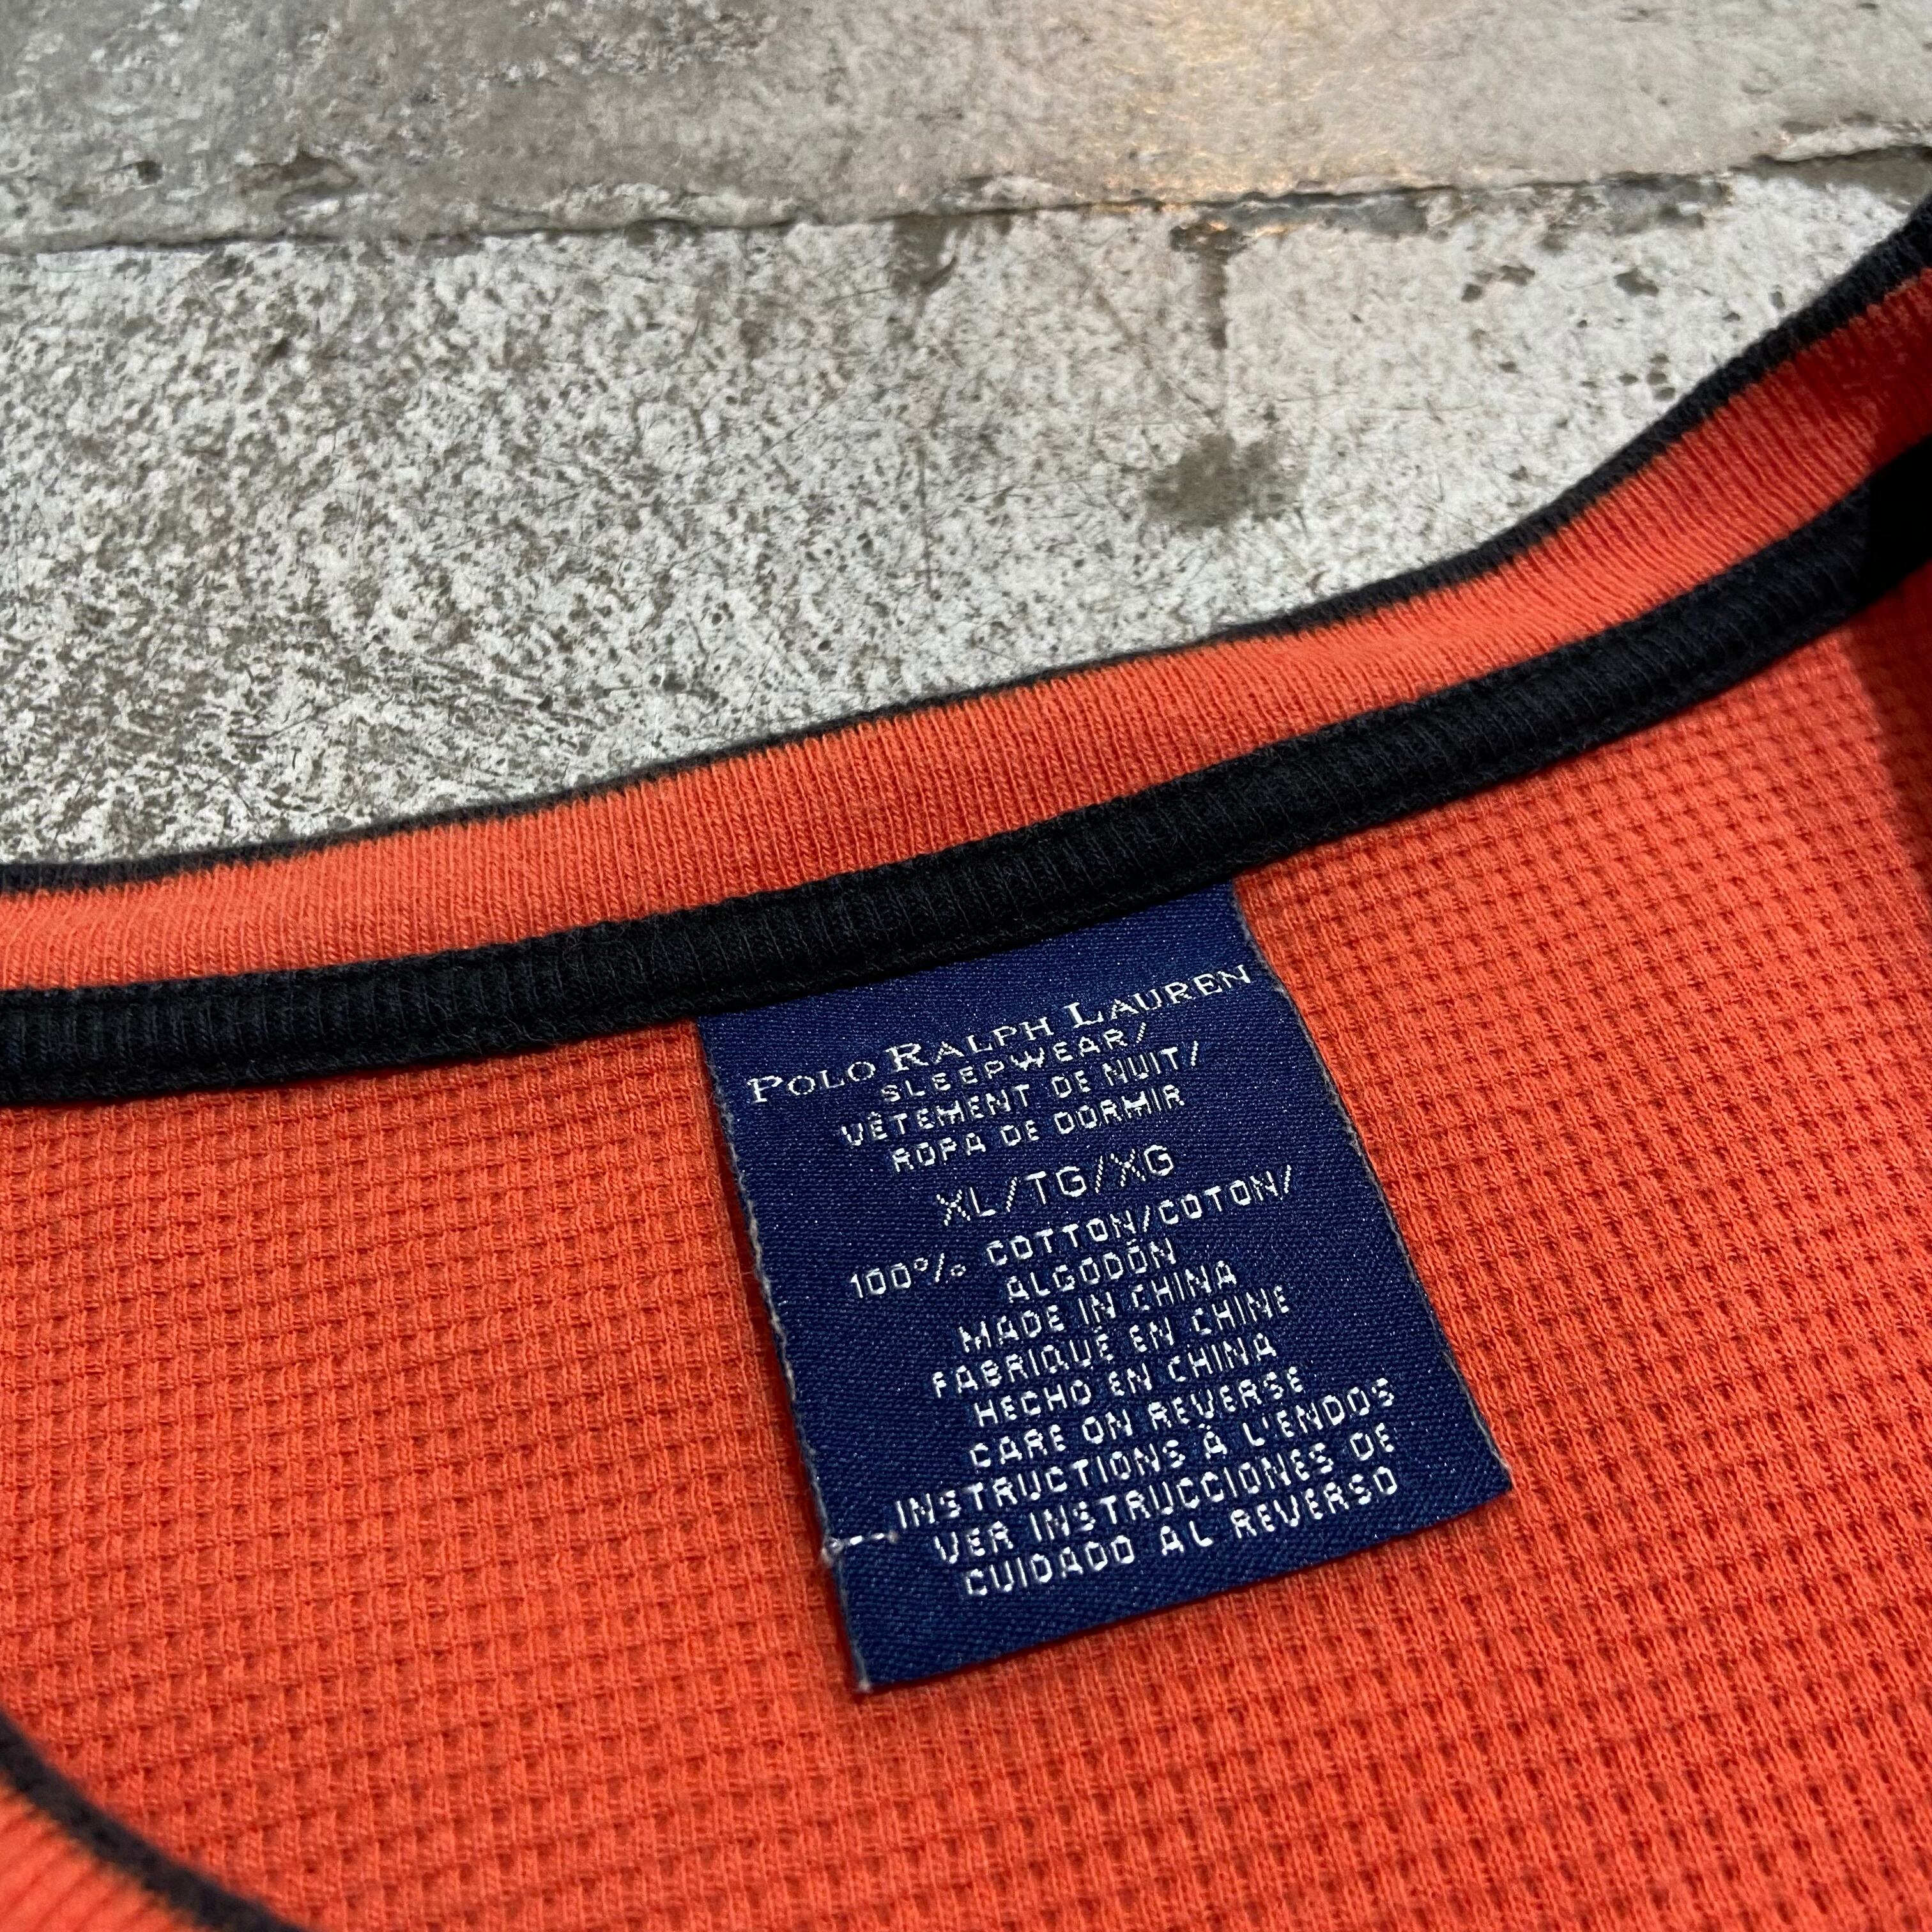 POLO RALPH LAUREN
SLEEPWEAR/
VÊTEMENT DE NUIT/
ROPA DE DORMIR
XL/TG/XG
100% COTTON/COTON/
ALGODÓN
MADE IN CHINA
FABRIQUÉ EN CHINE
HECHO EN CHINA
CARE ON REVERSE
INSTRUCTIONS À L'ENDOS
VER INSTRUCCIONES DE
CUIDADO AL REVERSO